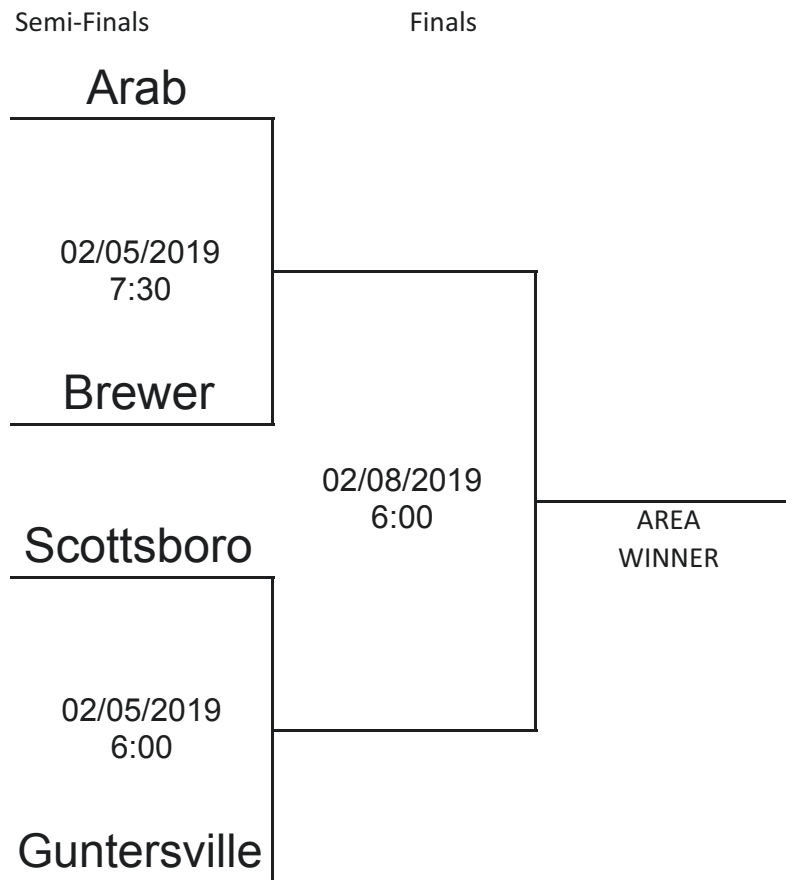 Semi-Finals
Finals
Arab
02/05/2019
7:30
Brewer
02/08/2019
6:00
AREA
WINNER
Scottsboro
02/05/2019
6:00
Guntersville